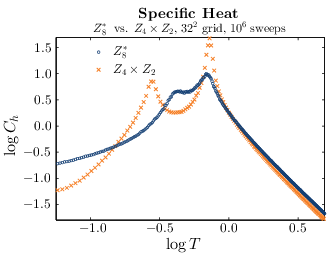 Specific Heat
Z₈* vs. Z₄ × Z₂, 32² grid, 10⁶ sweeps
Z₈*
Z₄ × Z₂
log Cₕ
1.5
1.0
0.5
0.0
−0.5
−1.0
−1.5
−1.0 −0.5 0.0 0.5
log T